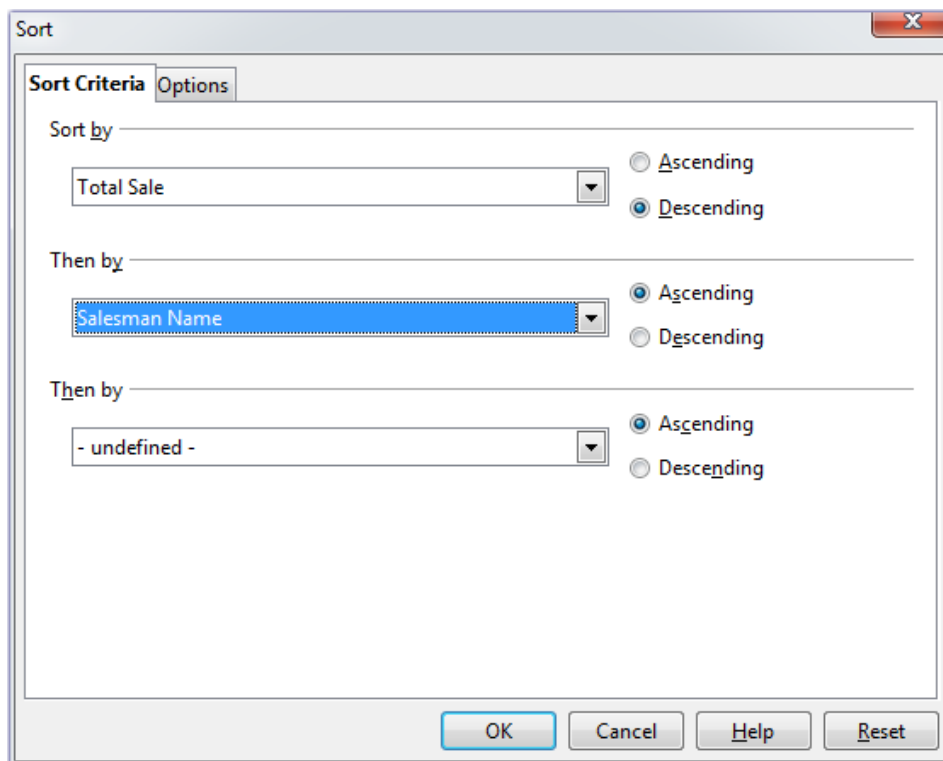 Sort
Sort Criteria Options
Sort by
Total Sale
Ascending
Descending
Then by
Salesman Name
Ascending
Descending
Then by
- undefined -
Ascending
Descending
OK Cancel Help Reset